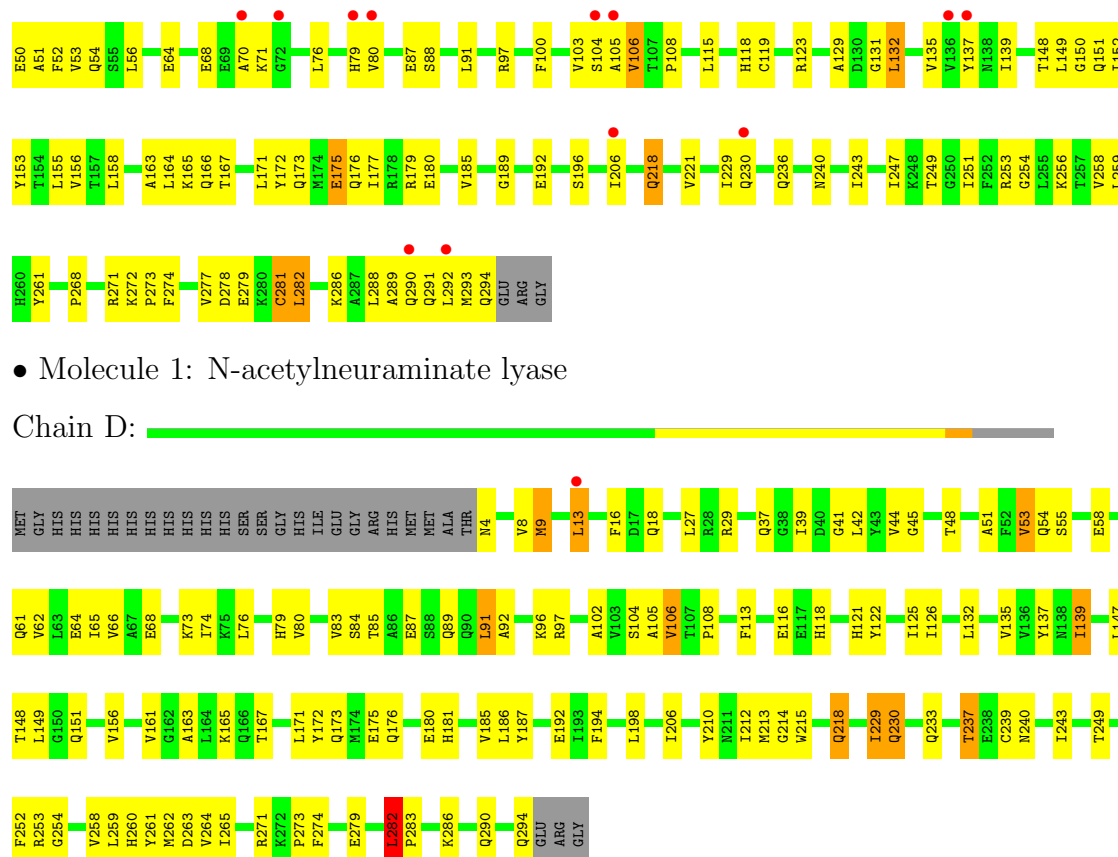 E50 A51 F52 V53 Q54 S55 L56 E64 E68 E69 A70 K71 G72 L76 H79 V80 E87 S88 L91 R97 F100 V103 S104 A105 V106 T107 P108 L115 H118 C119 R123 A129 D130 G131 L132 V135 V136 Y137 N138 I139 T148 L149 G150 Q151
Y153 T154 L155 V156 T157 L158 A163 L164 K165 Q166 T167 L171 Y172 Q173 M174 E175 Q176 I177 R178 R179 E180 V185 G189 E192 S196 I206 Q218 V221 I229 Q230 Q236 N240 I243 I247 K248 T249 G250 I251 F252 R253 G254 L255 K256 T257 V258
H260 Y261 P268 R271 K272 P273 F274 V277 D278 E279 K280 C281 L282 K286 A287 L288 A289 Q290 Q291 L292 M293 Q294 GLU ARG GLY
• Molecule 1: N-acetylneuraminate lyase
Chain D:
MET GLY HIS HIS HIS HIS HIS HIS HIS HIS HIS HIS SER SER GLY HIS ILE GLU GLY ARG HIS MET MET ALA THR N4 V8 M9 L13 F16 D17 Q18 L27 R28 R29 Q37 G38 I39 D40 G41 L42 Y43 V44 G45 T48 A51 F52 V53 Q54 S55 E58
Q61 V62 L63 E64 I65 V66 A67 E68 K73 I74 K75 L76 H79 V80 V83 S84 T85 A86 E87 S88 Q89 Q90 L91 A92 K96 R97 A102 V103 S104 A105 V106 T107 P108 F113 E116 E117 H118 H121 Y122 I125 I126 L132 V135 V136 Y137 N138 I139
T148 L149 G150 Q151 V156 V161 G162 A163 L164 K165 Q166 T167 L171 Y172 Q173 M174 E175 Q176 E180 H181 V185 L186 Y187 E192 I193 F194 L198 I206 Y210 N211 I212 M213 G214 W215 Q218 I229 Q230 Q233 T237 E238 C239 N240 I243 T249
F252 R253 G254 V258 L259 H260 Y261 M262 D263 V264 I265 R271 K272 P273 F274 E279 L282 P283 K286 Q290 Q294 GLU ARG GLY